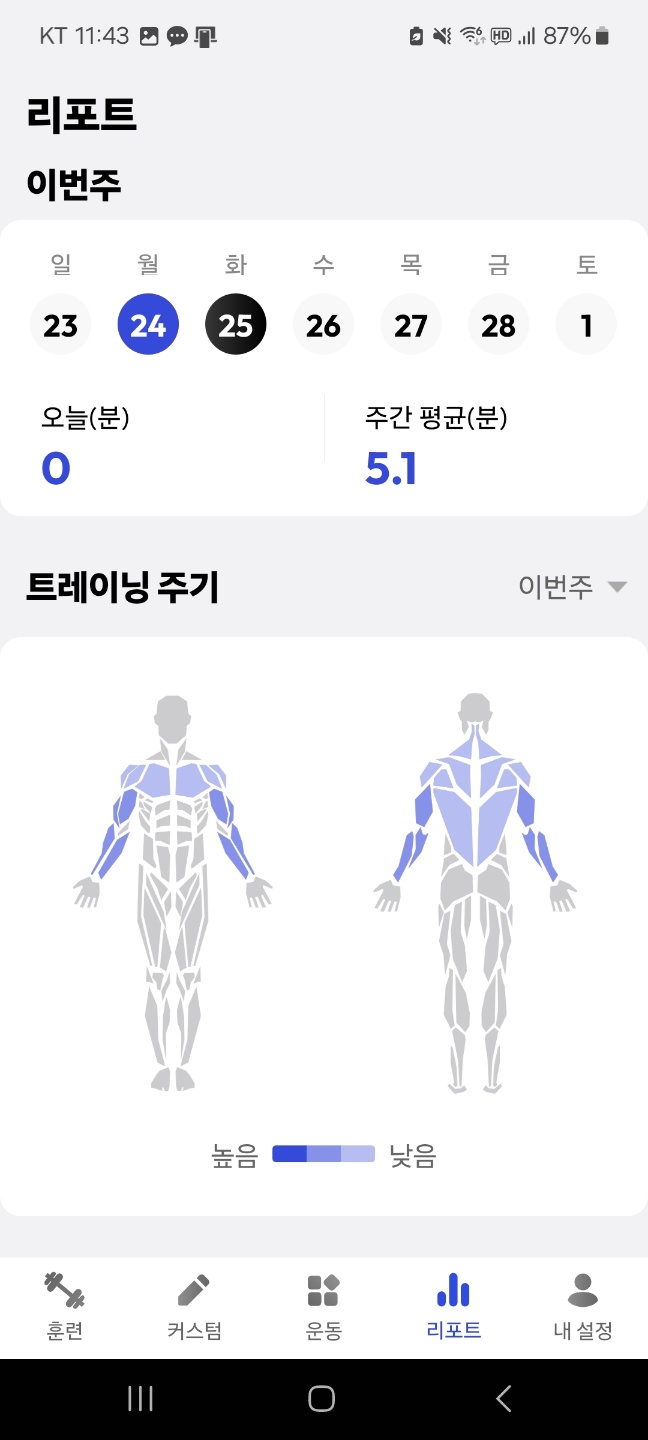 KT 11:43 HD 87%
리포트
이번주
일 월 화 수 목 금 토
23 24 25 26 27 28 1
오늘(분) 주간 평균(분)
0 5.1
트레이닝 주기 이번주
높음 낮음
훈련 커스텀 운동 리포트 내 설정